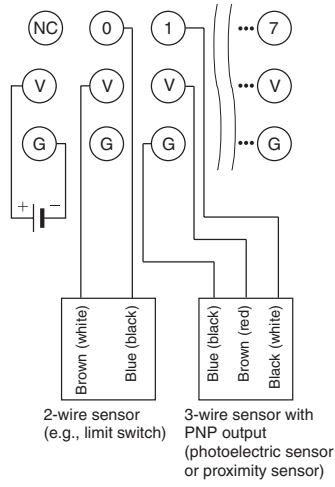 NC 0 1 ••• 7
V V V ••• V
G G G ••• G
+ −
Brown (white)
Blue (black)
Blue (black)
Brown (red)
Black (white)
2-wire sensor
(e.g., limit switch)
3-wire sensor with
PNP output
(photoelectric sensor
or proximity sensor)